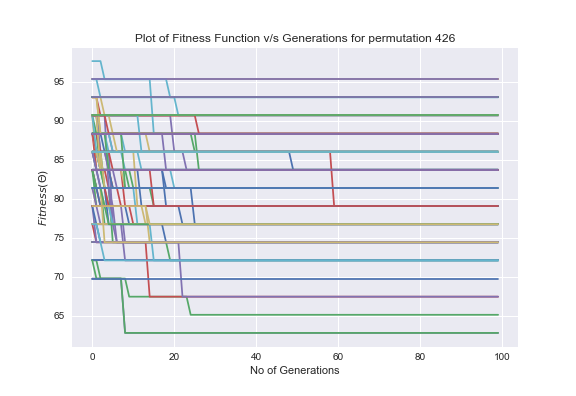 Plot of Fitness Function v/s Generations for permutation 426
Fitness(Θ)
95
90
85
80
75
70
65
0 20 40 60 80 100
No of Generations